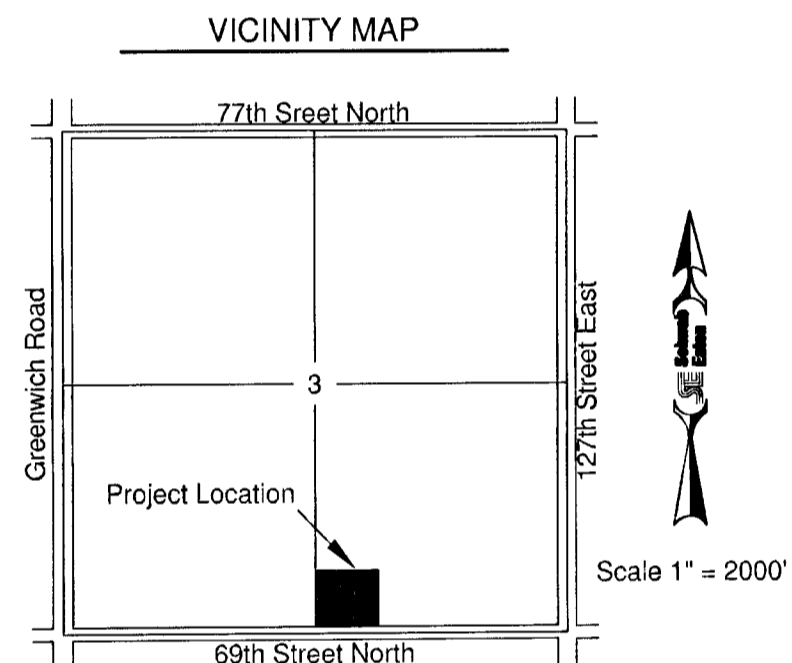 VICINITY MAP
77th Sreet North
Greenwich Road
127th Street East
3
Project Location
Scale 1" = 2000'
69th Street North